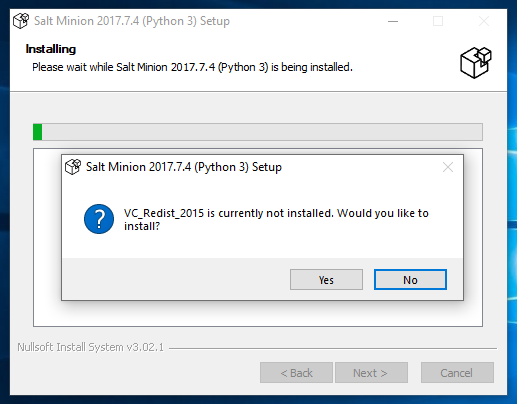 Salt Minion 2017.7.4 (Python 3) Setup
Installing
Please wait while Salt Minion 2017.7.4 (Python 3) is being installed.
Salt Minion 2017.7.4 (Python 3) Setup
VC_Redist_2015 is currently not installed. Would you like to
install?
Yes No
Nullsoft Install System v3.02.1
< Back Next > Cancel